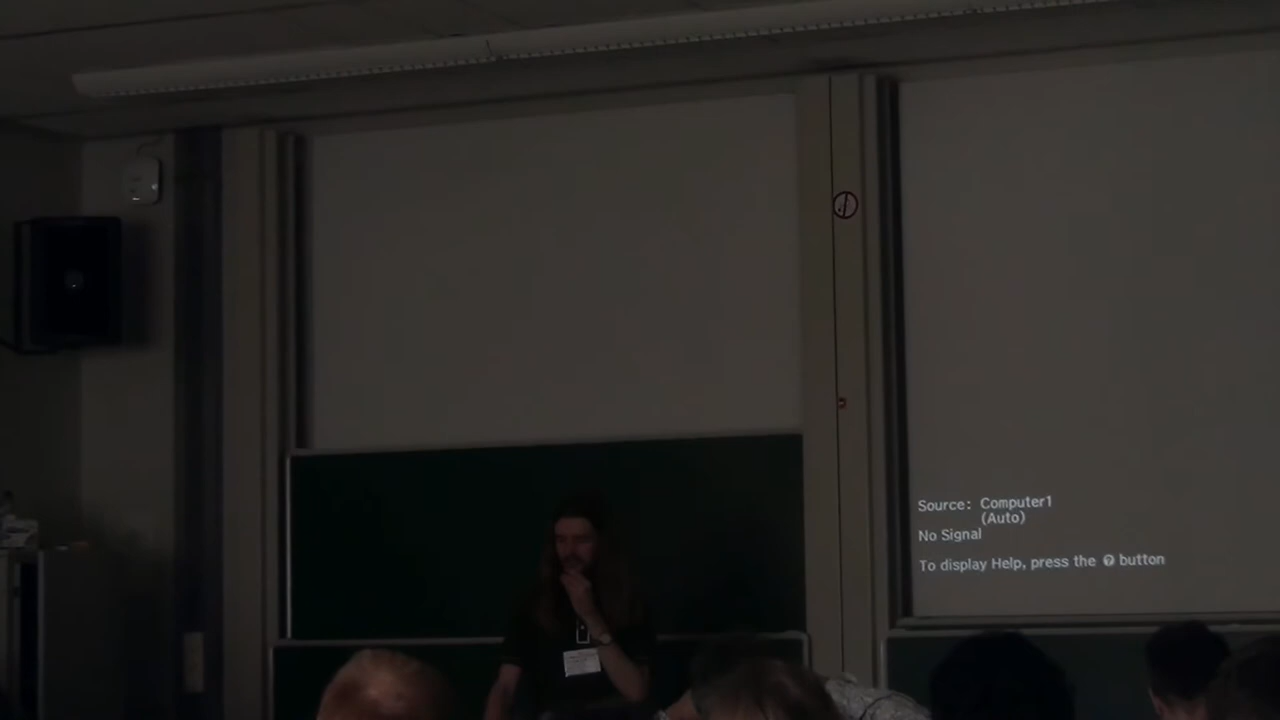 Source: Computer1
(Auto)
No Signal
To display Help, press the ? button